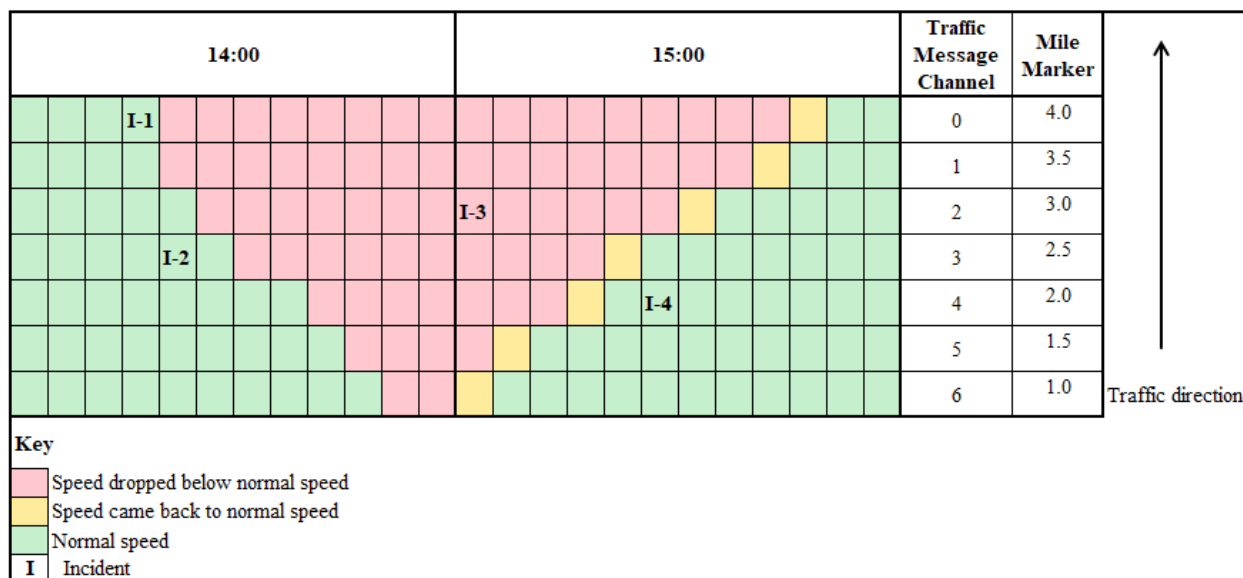 14:00 15:00 Traffic Message Channel Mile Marker
I-1 0 4.0
1 3.5
I-3 2 3.0
I-2 3 2.5
I-4 4 2.0
5 1.5
6 1.0
Traffic direction
Key
Speed dropped below normal speed
Speed came back to normal speed
Normal speed
I Incident